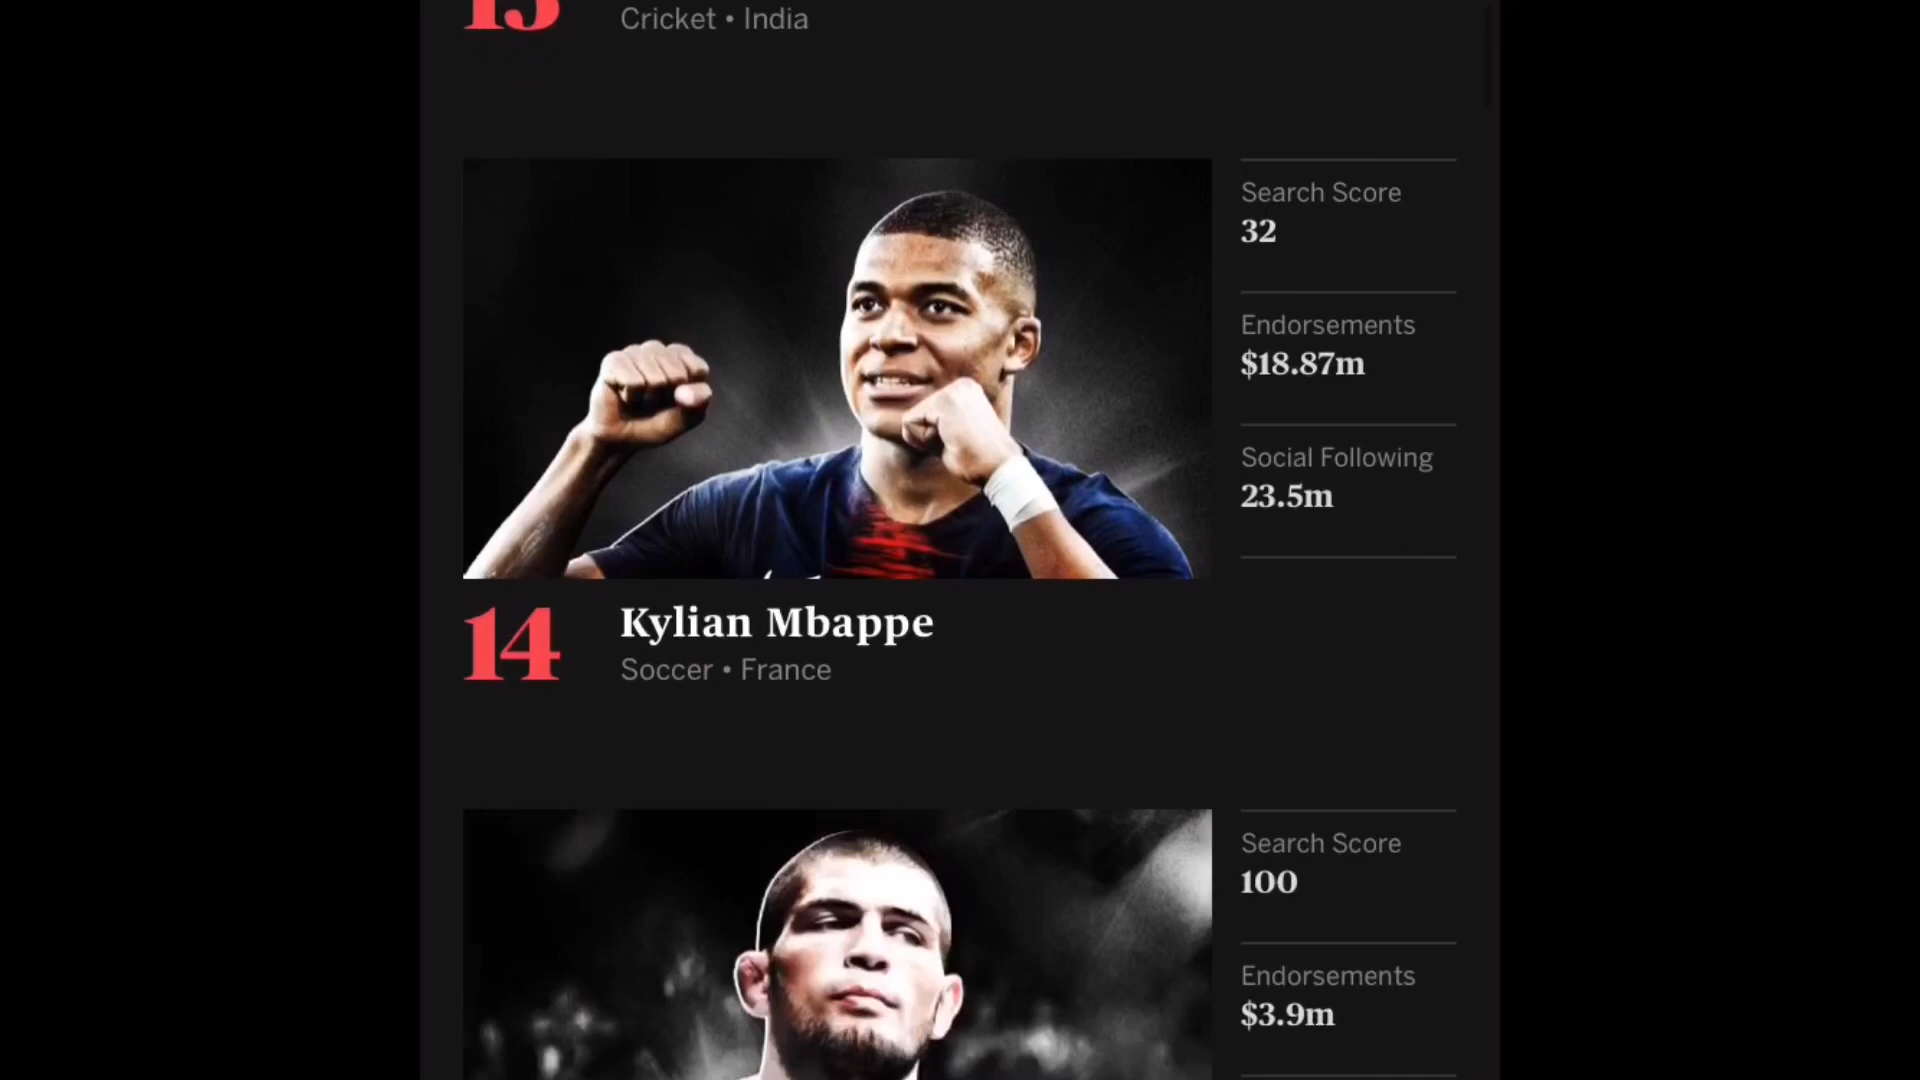 13
Cricket • India
Search Score
32
Endorsements
$18.87m
Social Following
23.5m
14
Kylian Mbappe
Soccer • France
Search Score
100
Endorsements
$3.9m